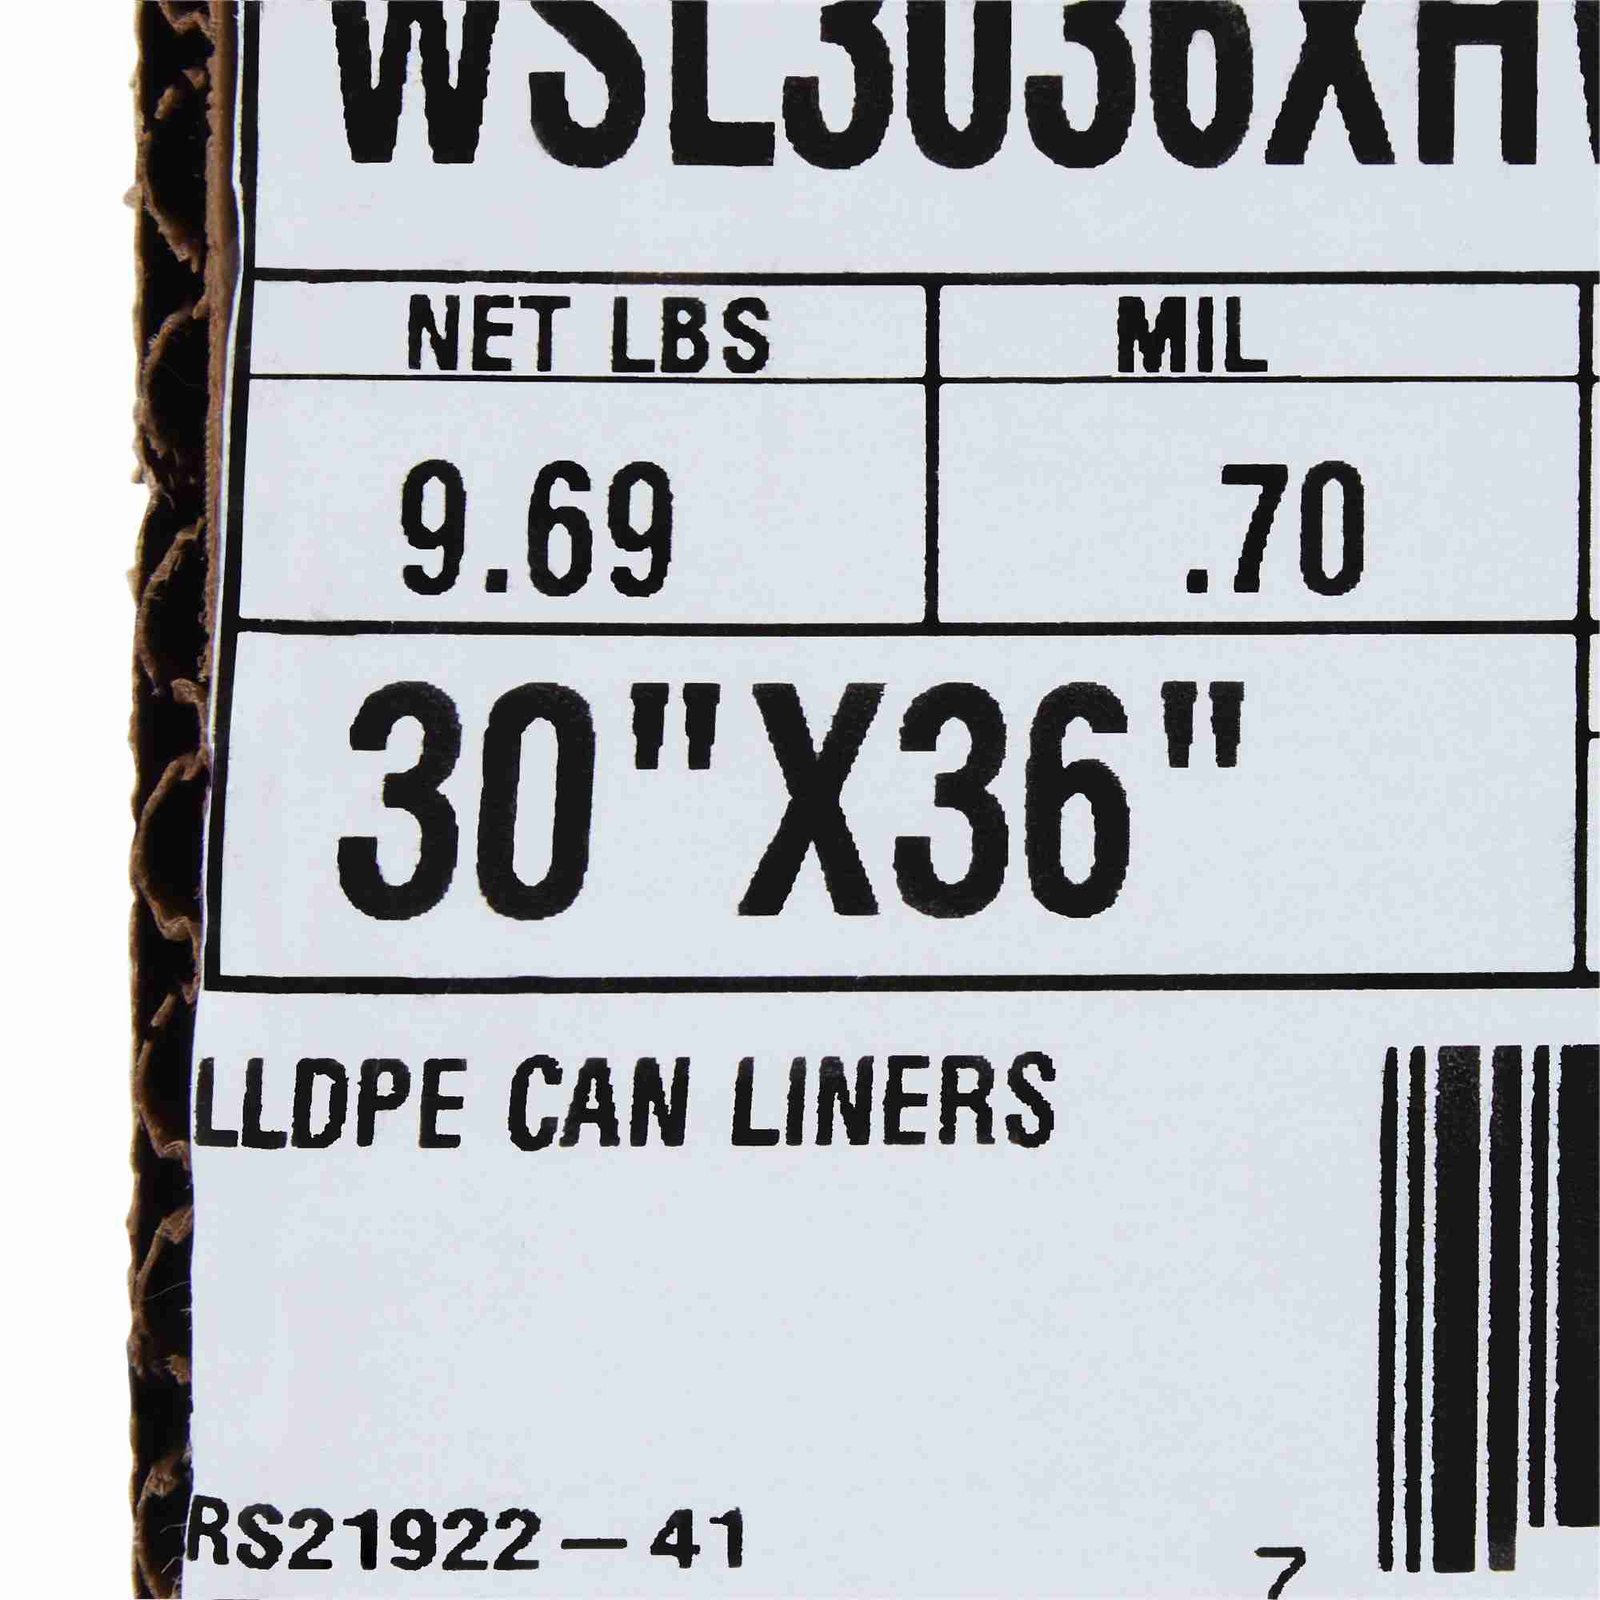 WSL3036XH
NET LBS MIL
9.69 .70
30"X36"
LLDPE CAN LINERS
RS21922-41
7